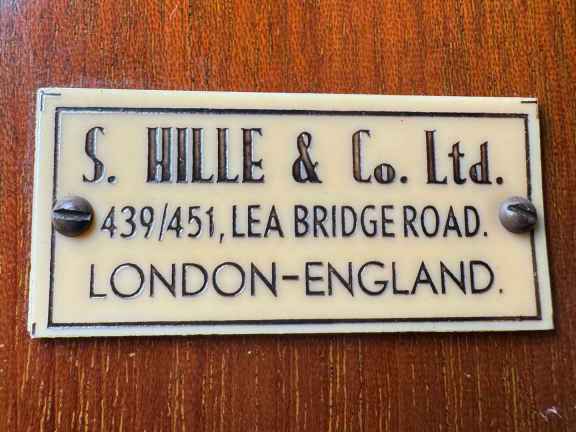 S. HILLE & Co. Ltd.
439/451, LEA BRIDGE ROAD.
LONDON-ENGLAND.